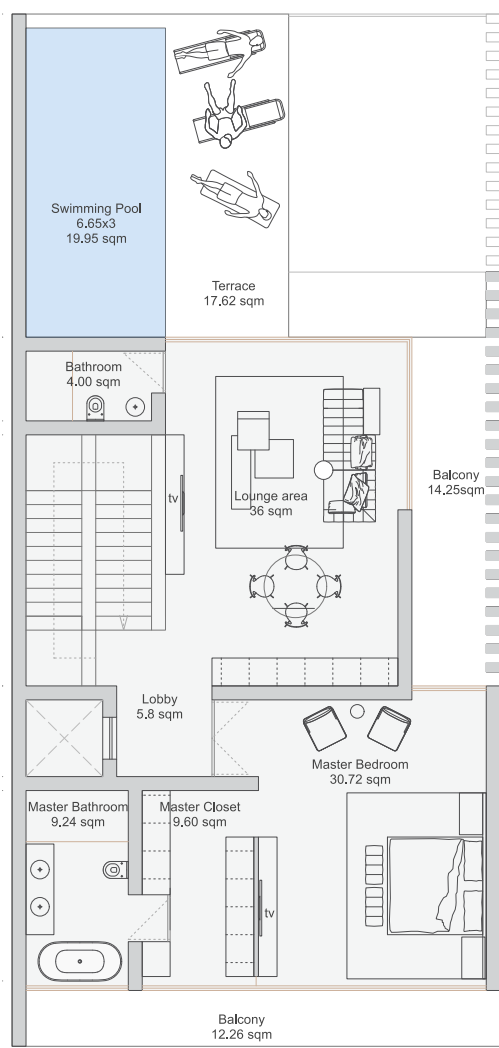 Swimming Pool
6.65x3
19.95 sqm
Terrace
17.62 sqm
Bathroom
4.00 sqm
tv
Lounge area
36 sqm
Balcony
14.25sqm
Lobby
5.8 sqm
Master Bedroom
30.72 sqm
Master Bathroom
9.24 sqm
Master Closet
9.60 sqm
tv
Balcony
12.26 sqm